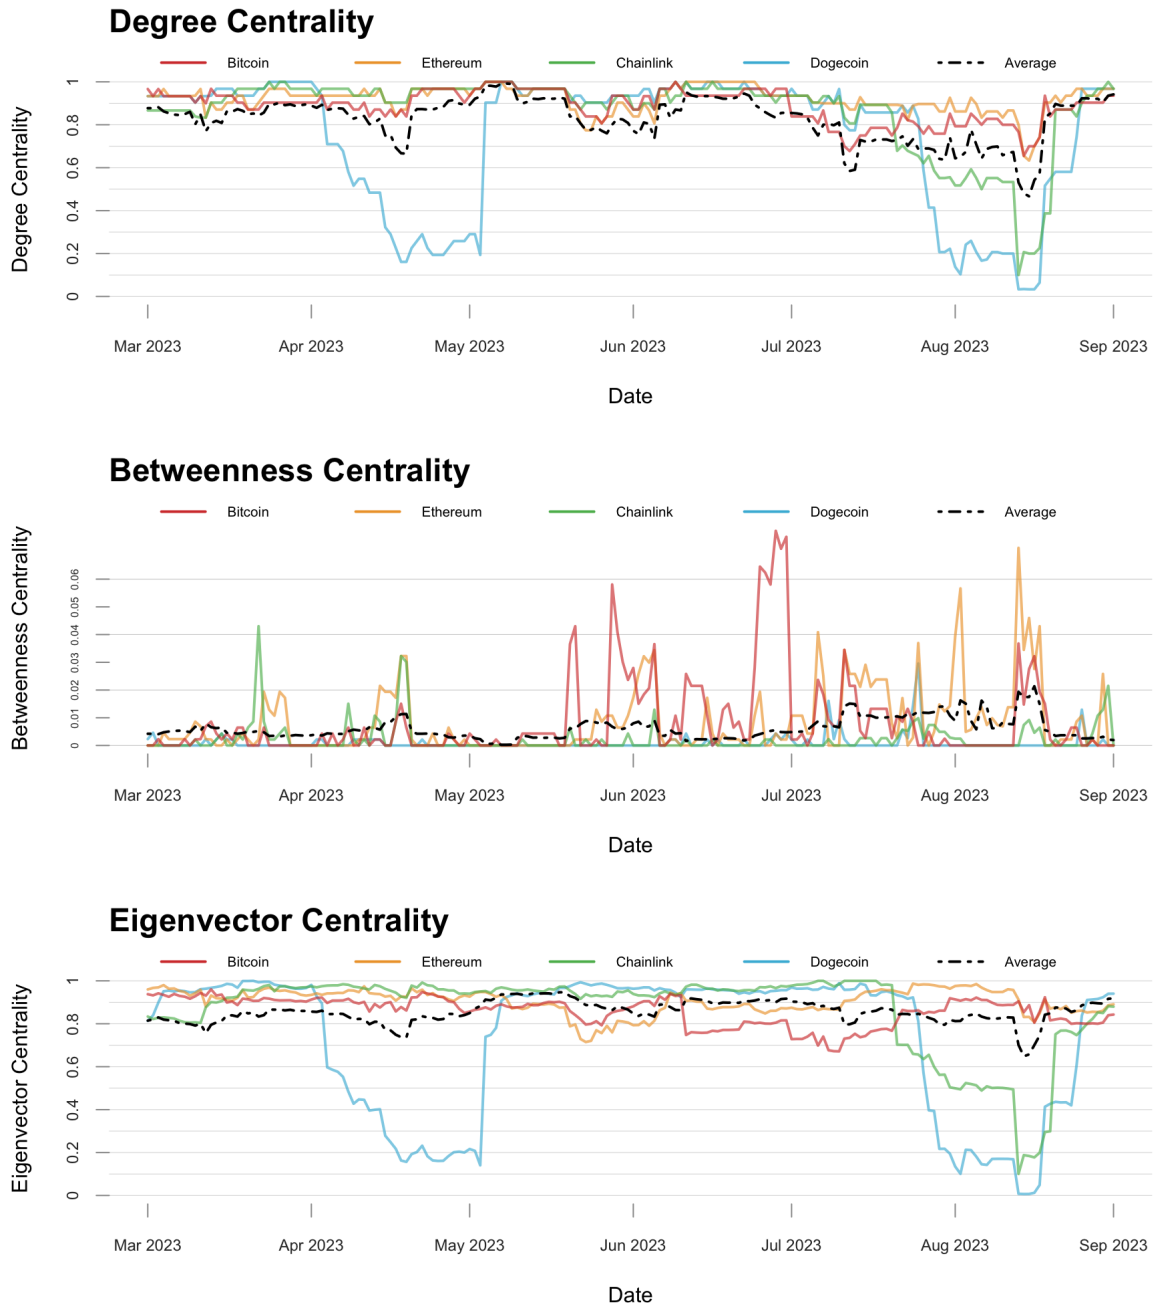 Degree Centrality
Bitcoin Ethereum Chainlink Dogecoin Average
Degree Centrality
1
0.8
0.6
0.4
0.2
0
Mar 2023 Apr 2023 May 2023 Jun 2023 Jul 2023 Aug 2023 Sep 2023
Date
Betweenness Centrality
Bitcoin Ethereum Chainlink Dogecoin Average
Betweenness Centrality
0.06
0.05
0.04
0.03
0.02
0.01
0
Mar 2023 Apr 2023 May 2023 Jun 2023 Jul 2023 Aug 2023 Sep 2023
Date
Eigenvector Centrality
Bitcoin Ethereum Chainlink Dogecoin Average
Eigenvector Centrality
1
0.8
0.6
0.4
0.2
0
Mar 2023 Apr 2023 May 2023 Jun 2023 Jul 2023 Aug 2023 Sep 2023
Date